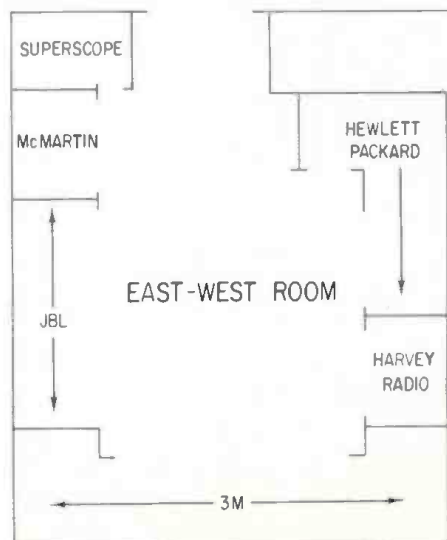 SUPERSCOPE
McMARTIN
HEWLETT
PACKARD
EAST-WEST ROOM
JBL
HARVEY
RADIO
3M